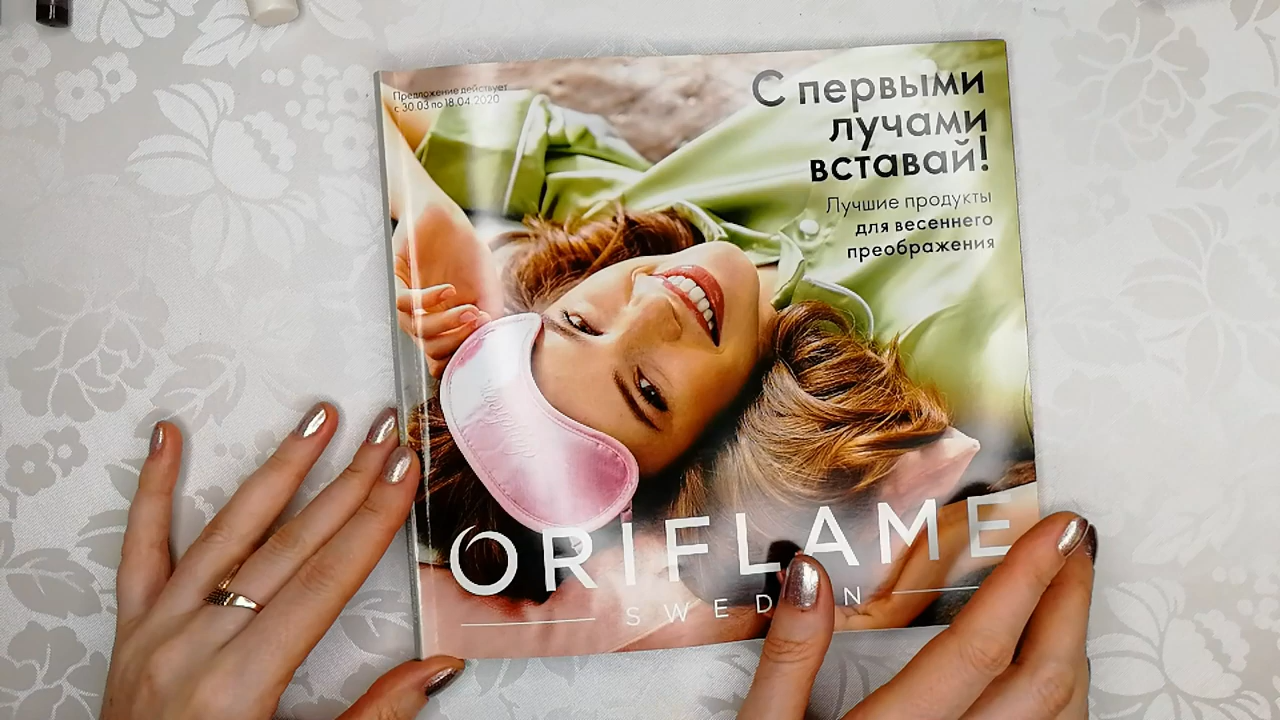 Предложение действует
с 30.03 по 18.04.2020
С первыми
лучами
вставай!
Лучшие продукты
для весеннего
преображения
ORIFLAME
SWEDEN